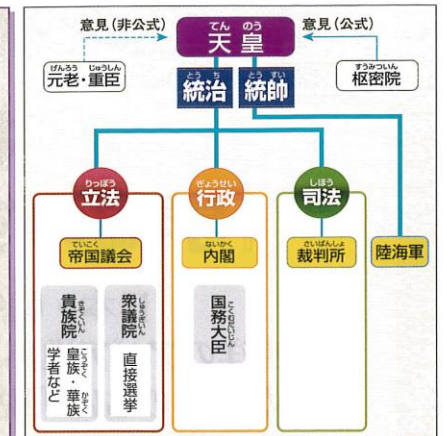 意見(非公式)
てんのう
天皇
意見(公式)
げんろう じゅうしん
元老・重臣
すうみついん
枢密院
とうち
統治
とうすい
統帥
りっぽう
立法
ぎょうせい
行政
しほう
司法
ていこく
帝国議会
ないかく
内閣
さいばんしょ
裁判所
陸海軍
きぞくいん
貴族院
こうぞく かぞく
皇族・華族
学者など
しゅうぎいん
衆議院
直接選挙
こくむだいじん
国務大臣